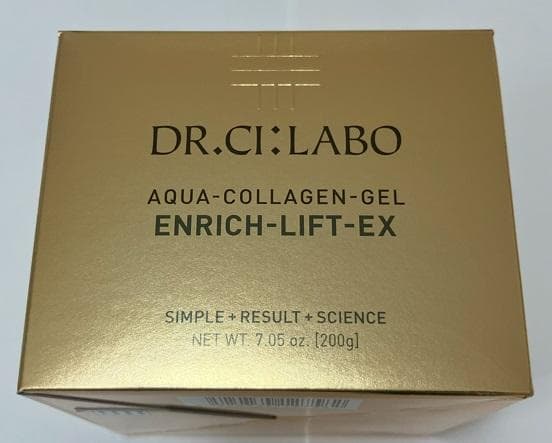 DR.CI:LABO
AQUA-COLLAGEN-GEL
ENRICH-LIFT-EX
SIMPLE+RESULT+SCIENCE
NET WT. 7.05 oz. [200g]